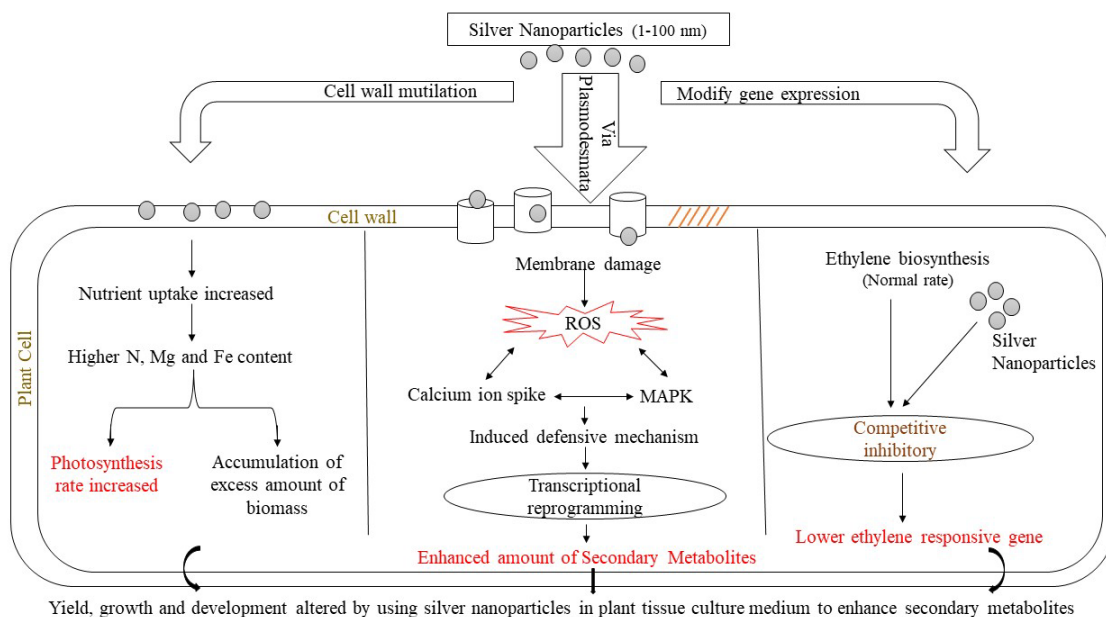 Silver Nanoparticles (1-100 nm)
Cell wall mutilation
Via
Plasmodesmata
Modify gene expression
Cell wall
Plant Cell
Nutrient uptake increased
Higher N, Mg and Fe content
Photosynthesis
rate increased
Accumulation of
excess amount of
biomass
Membrane damage
ROS
Calcium ion spike
MAPK
Induced defensive mechanism
Transcriptional
reprogramming
Enhanced amount of Secondary Metabolites
Ethylene biosynthesis
(Normal rate)
Silver
Nanoparticles
Competitive
inhibitory
Lower ethylene responsive gene
Yield, growth and development altered by using silver nanoparticles in plant tissue culture medium to enhance secondary metabolites